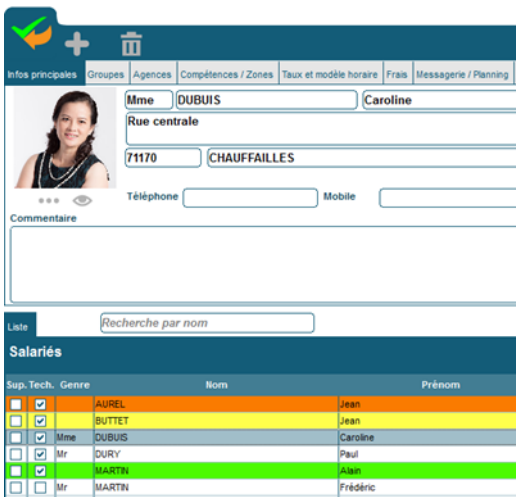 Infos principales Groupes Agences Compétences / Zones Taux et modèle horaire Frais Messagerie / Planning
Mme DUBUIS Caroline
Rue centrale
71170 CHAUFFAILLES
Téléphone Mobile
Commentaire
Liste Recherche par nom
Salariés
Sup. Tech. Genre Nom Prénom
AUREL Jean
BUTTET Jean
Mme DUBUIS Caroline
Mr DURY Paul
MARTIN Alain
Mr MARTIN Frédéric